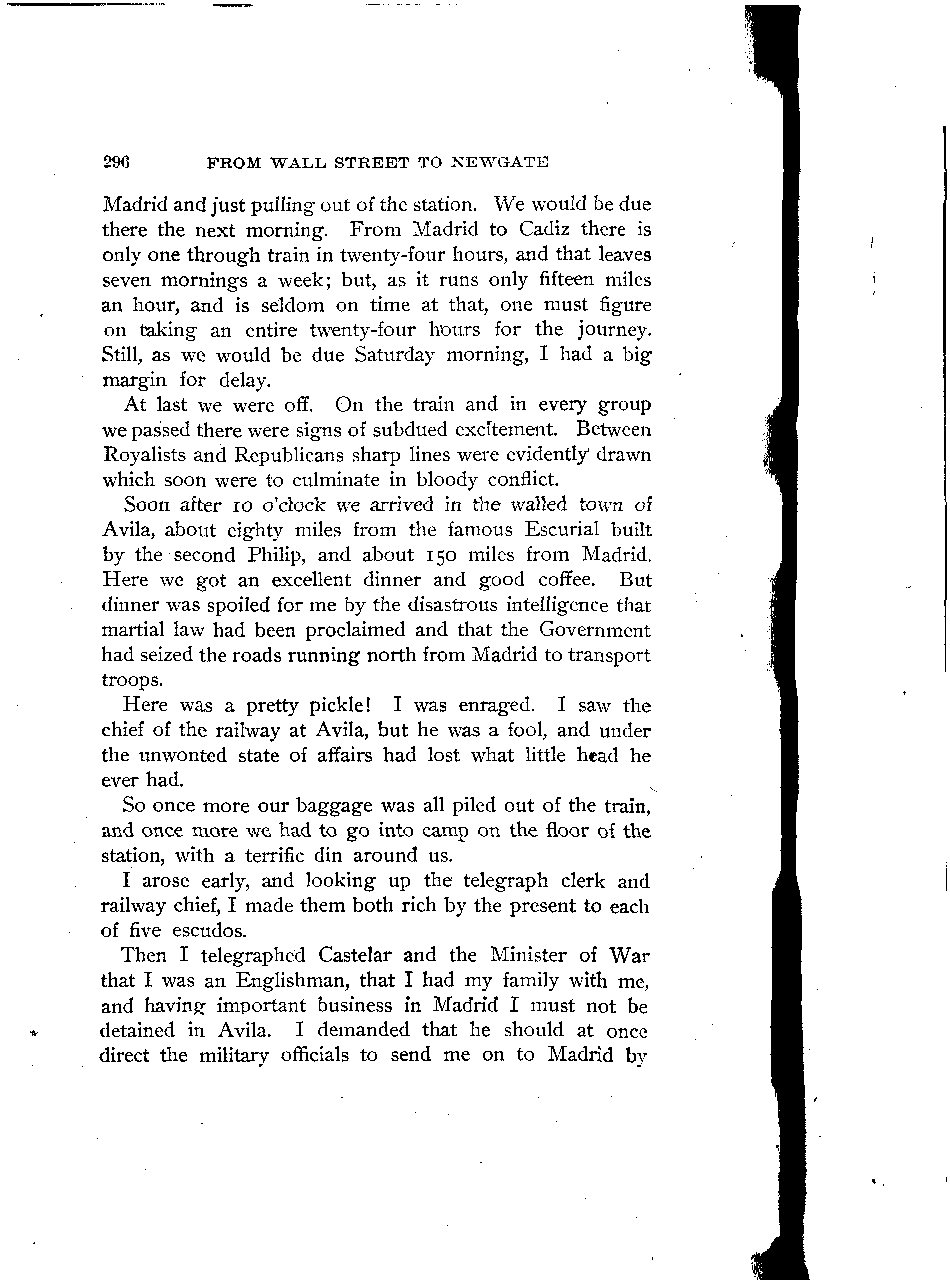 296 FROM WALL STREET TO NEWGATE
Madrid and just pulling out of the station. We would be due
there the next morning. From Madrid to Cadiz there is
only one through train in twenty-four hours, and that leaves
seven mornings a week; but, as it runs only fifteen miles
an hour, and is seldom on time at that, one must figure
on taking an entire twenty-four hours for the journey.
Still, as we would be due Saturday morning, I had a big
margin for delay.
At last we were off. On the train and in every group
we passed there were signs of subdued excitement. Between
Royalists and Republicans sharp lines were evidently drawn
which soon were to culminate in bloody conflict.
Soon after 10 o'clock we arrived in the walled town of
Avila, about eighty miles from the famous Escurial built
by the second Philip, and about 150 miles from Madrid.
Here we got an excellent dinner and good coffee. But
dinner was spoiled for me by the disastrous intelligence that
martial law had been proclaimed and that the Government
had seized the roads running north from Madrid to transport
troops.
Here was a pretty pickle! I was enraged. I saw the
chief of the railway at Avila, but he was a fool, and under
the unwonted state of affairs had lost what little head he
ever had.
So once more our baggage was all piled out of the train,
and once more we had to go into camp on the floor of the
station, with a terrific din around us.
I arose early, and looking up the telegraph clerk and
railway chief, I made them both rich by the present to each
of five escudos.
Then I telegraphed Castelar and the Minister of War
that I was an Englishman, that I had my family with me,
and having important business in Madrid I must not be
detained in Avila. I demanded that he should at once
direct the military officials to send me on to Madrid by